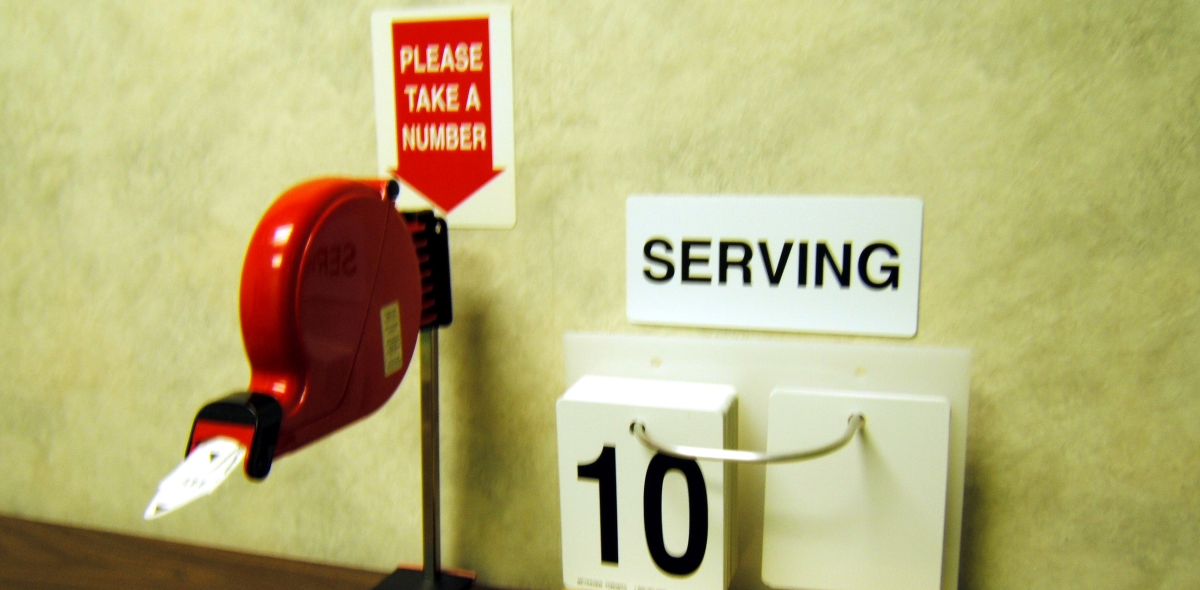 PLEASE
TAKE A
NUMBER
SERVING
10